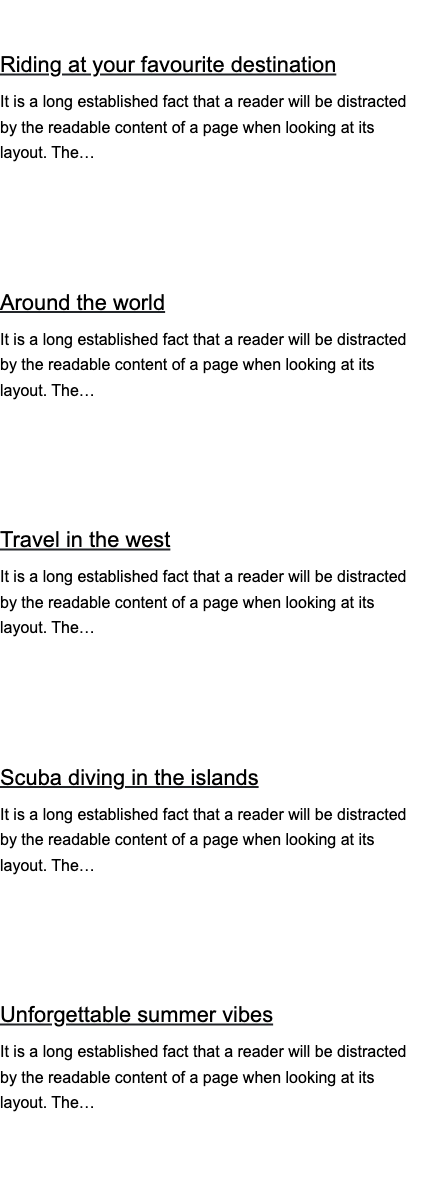 Riding at your favourite destination
It is a long established fact that a reader will be distracted
by the readable content of a page when looking at its
layout. The…
Around the world
It is a long established fact that a reader will be distracted
by the readable content of a page when looking at its
layout. The…
Travel in the west
It is a long established fact that a reader will be distracted
by the readable content of a page when looking at its
layout. The…
Scuba diving in the islands
It is a long established fact that a reader will be distracted
by the readable content of a page when looking at its
layout. The…
Unforgettable summer vibes
It is a long established fact that a reader will be distracted
by the readable content of a page when looking at its
layout. The…